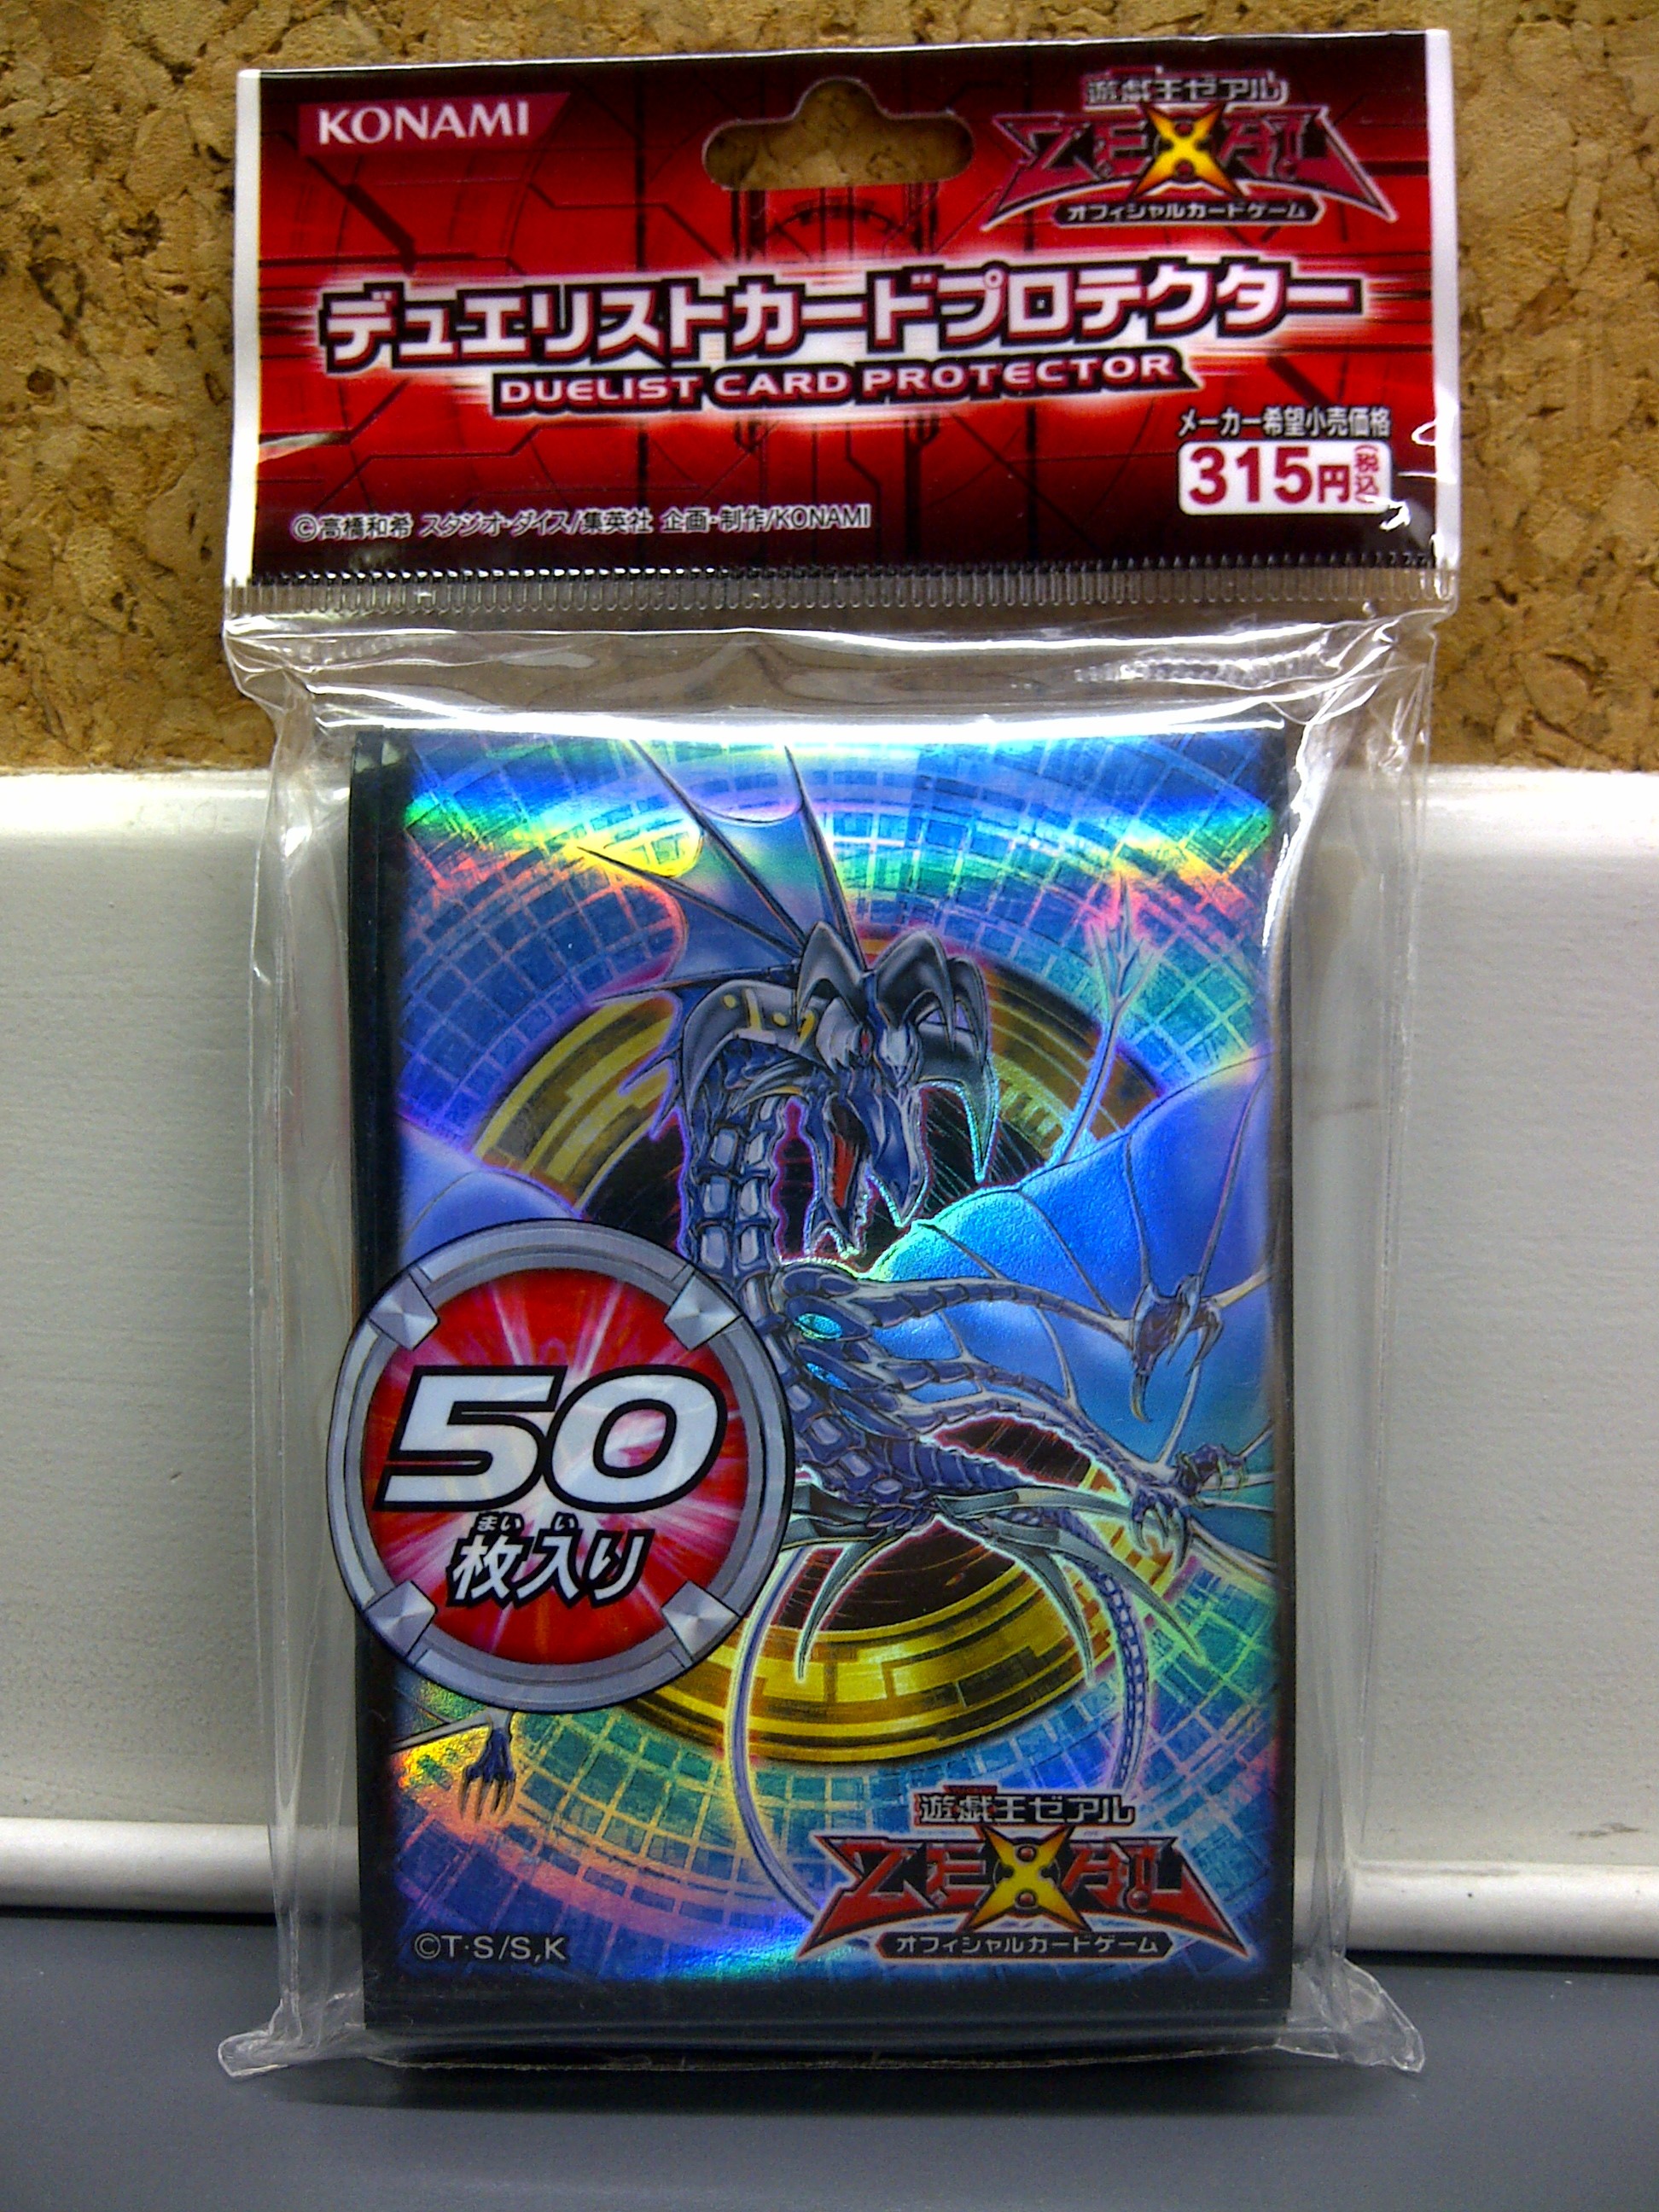 KONAMI
遊戯王ゼアル
ZEXAL
オフィシャルカードゲーム
デュエリストカードプロテクター
DUELIST CARD PROTECTOR
メーカー希望小売価格
315円(税込)
©高橋和希 スタジオ・ダイス/集英社 企画・制作/KONAMI
50
まい い
枚入り
遊戯王ゼアル
ZEXAL
オフィシャルカードゲーム
©T・S/S,K